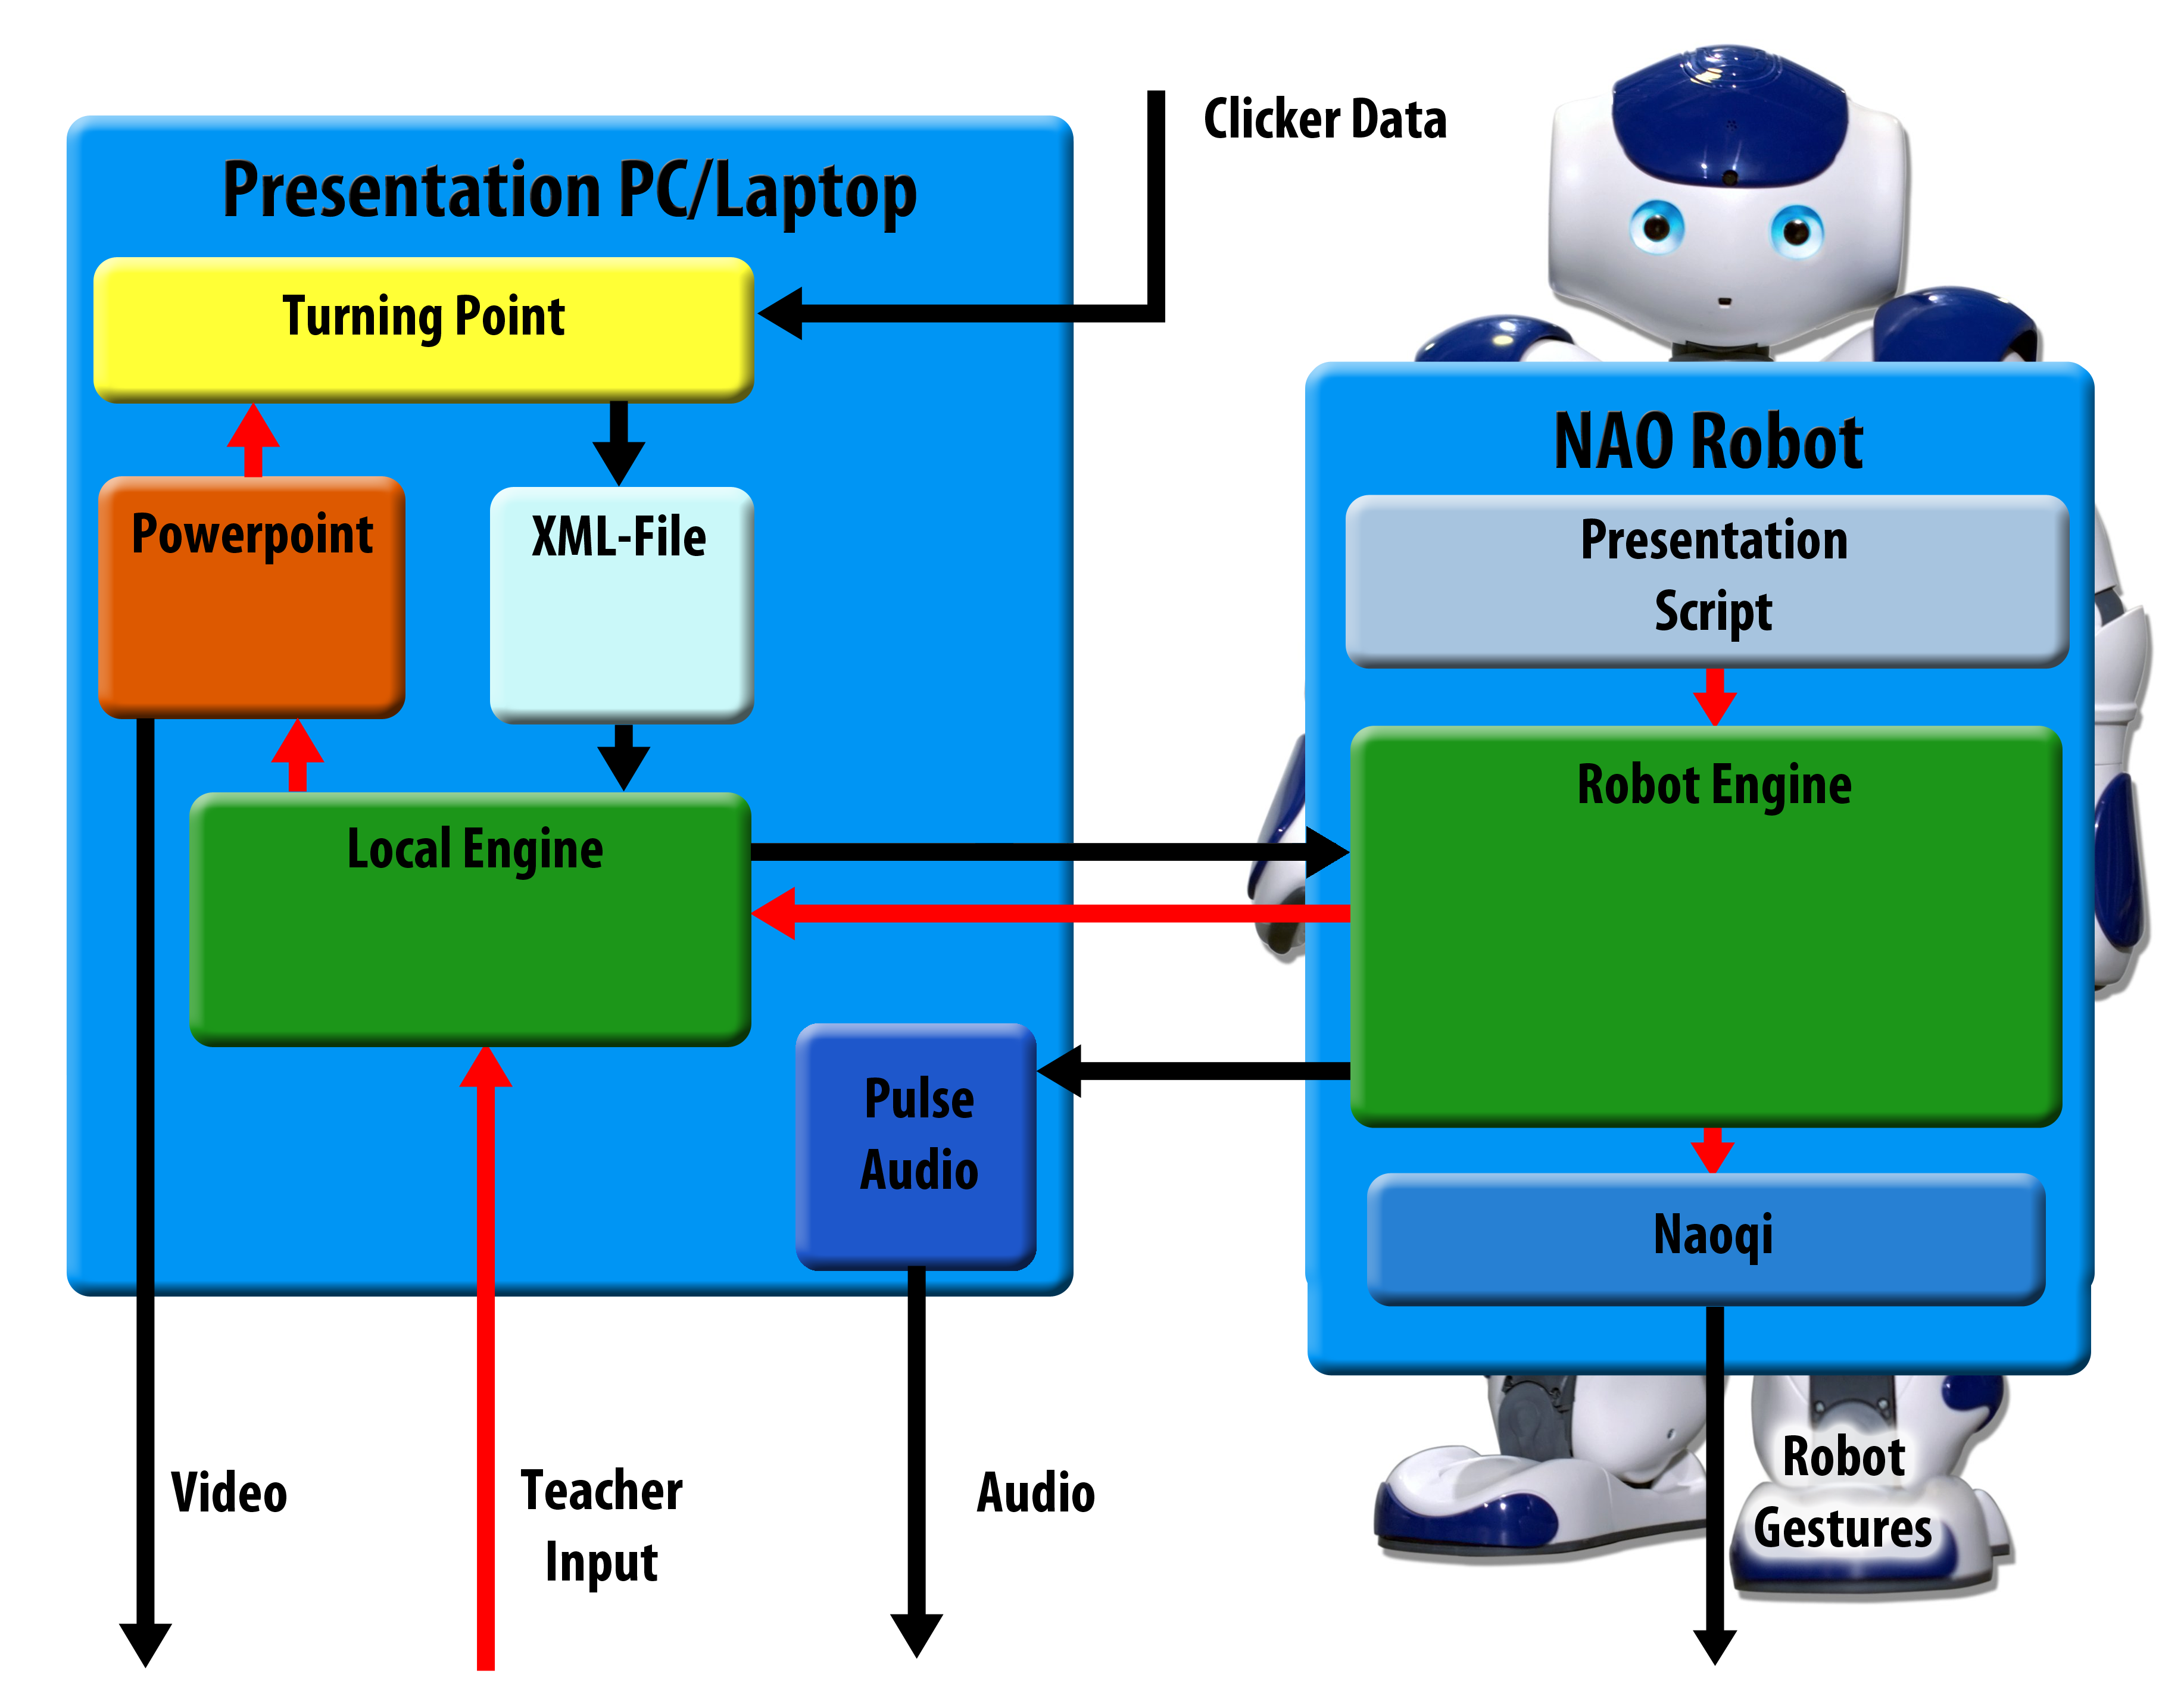 Clicker Data
Presentation PC/Laptop
Turning Point
Powerpoint
XML-File
Local Engine
Pulse
Audio
NAO Robot
Presentation
Script
Robot Engine
Naoqi
Video
Teacher
Input
Audio
Robot
Gestures